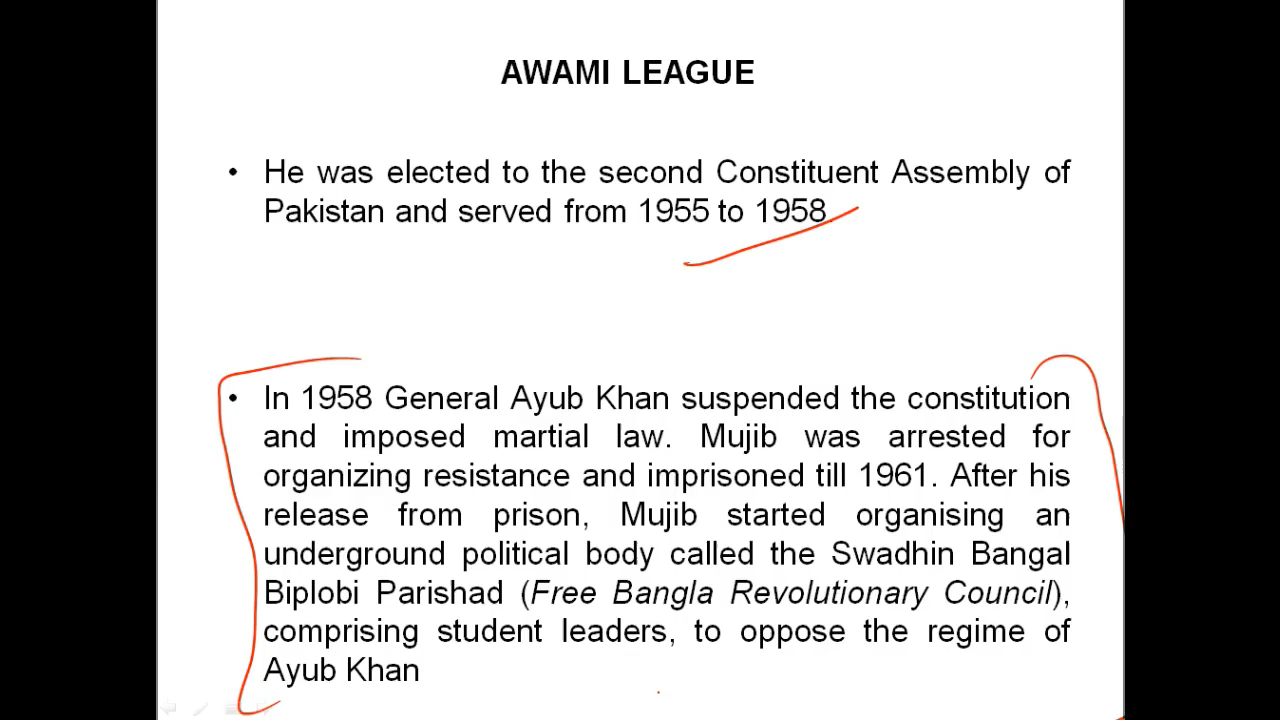 AWAMI LEAGUE
• He was elected to the second Constituent Assembly of
Pakistan and served from 1955 to 1958.
• In 1958 General Ayub Khan suspended the constitution
and imposed martial law. Mujib was arrested for
organizing resistance and imprisoned till 1961. After his
release from prison, Mujib started organising an
underground political body called the Swadhin Bangal
Biplobi Parishad (Free Bangla Revolutionary Council),
comprising student leaders, to oppose the regime of
Ayub Khan